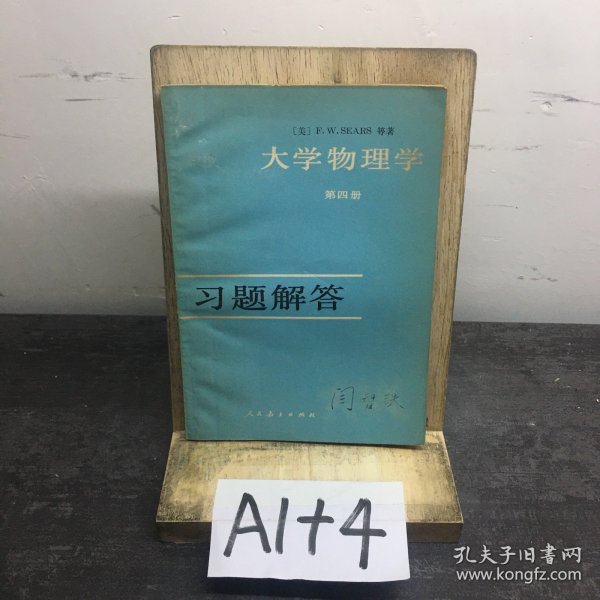 [美] F. W. SEARS 等著
大学物理学
第四册
习题解答
人民教育出版社
A1+4
孔夫子旧书网
www.kongfz.com